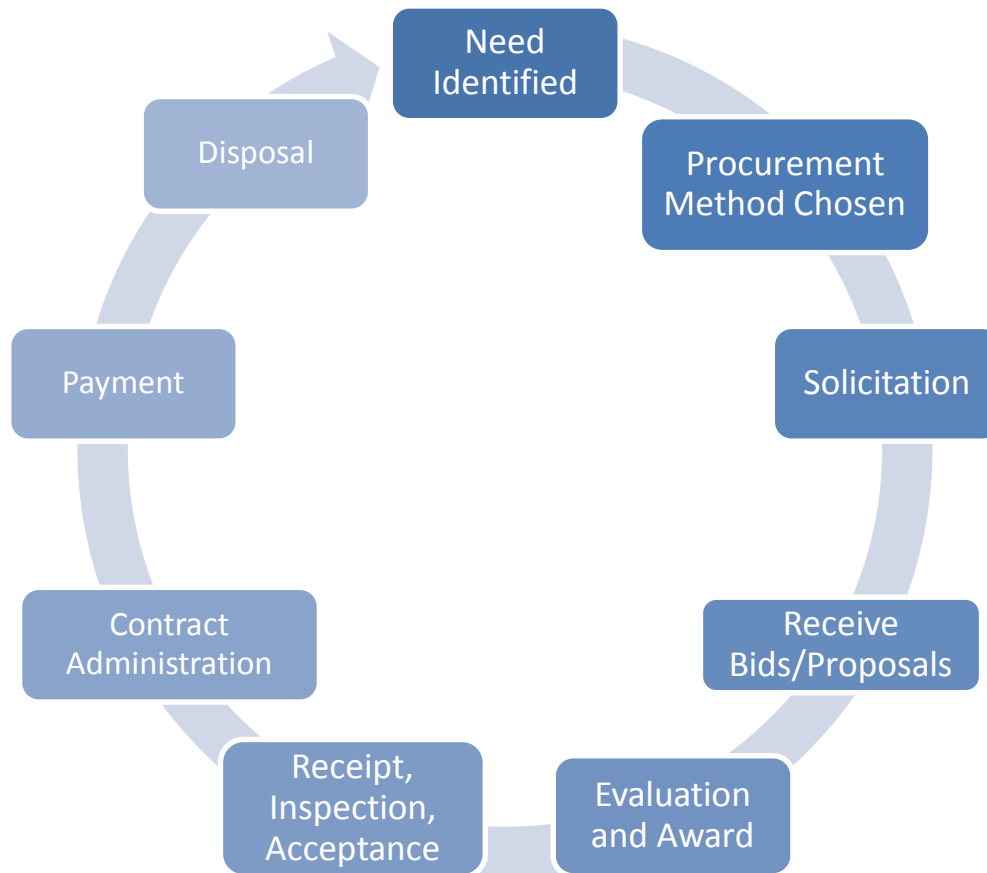 Need
Identified
Procurement
Method Chosen
Solicitation
Receive
Bids/Proposals
Evaluation
and Award
Receipt,
Inspection,
Acceptance
Contract
Administration
Payment
Disposal